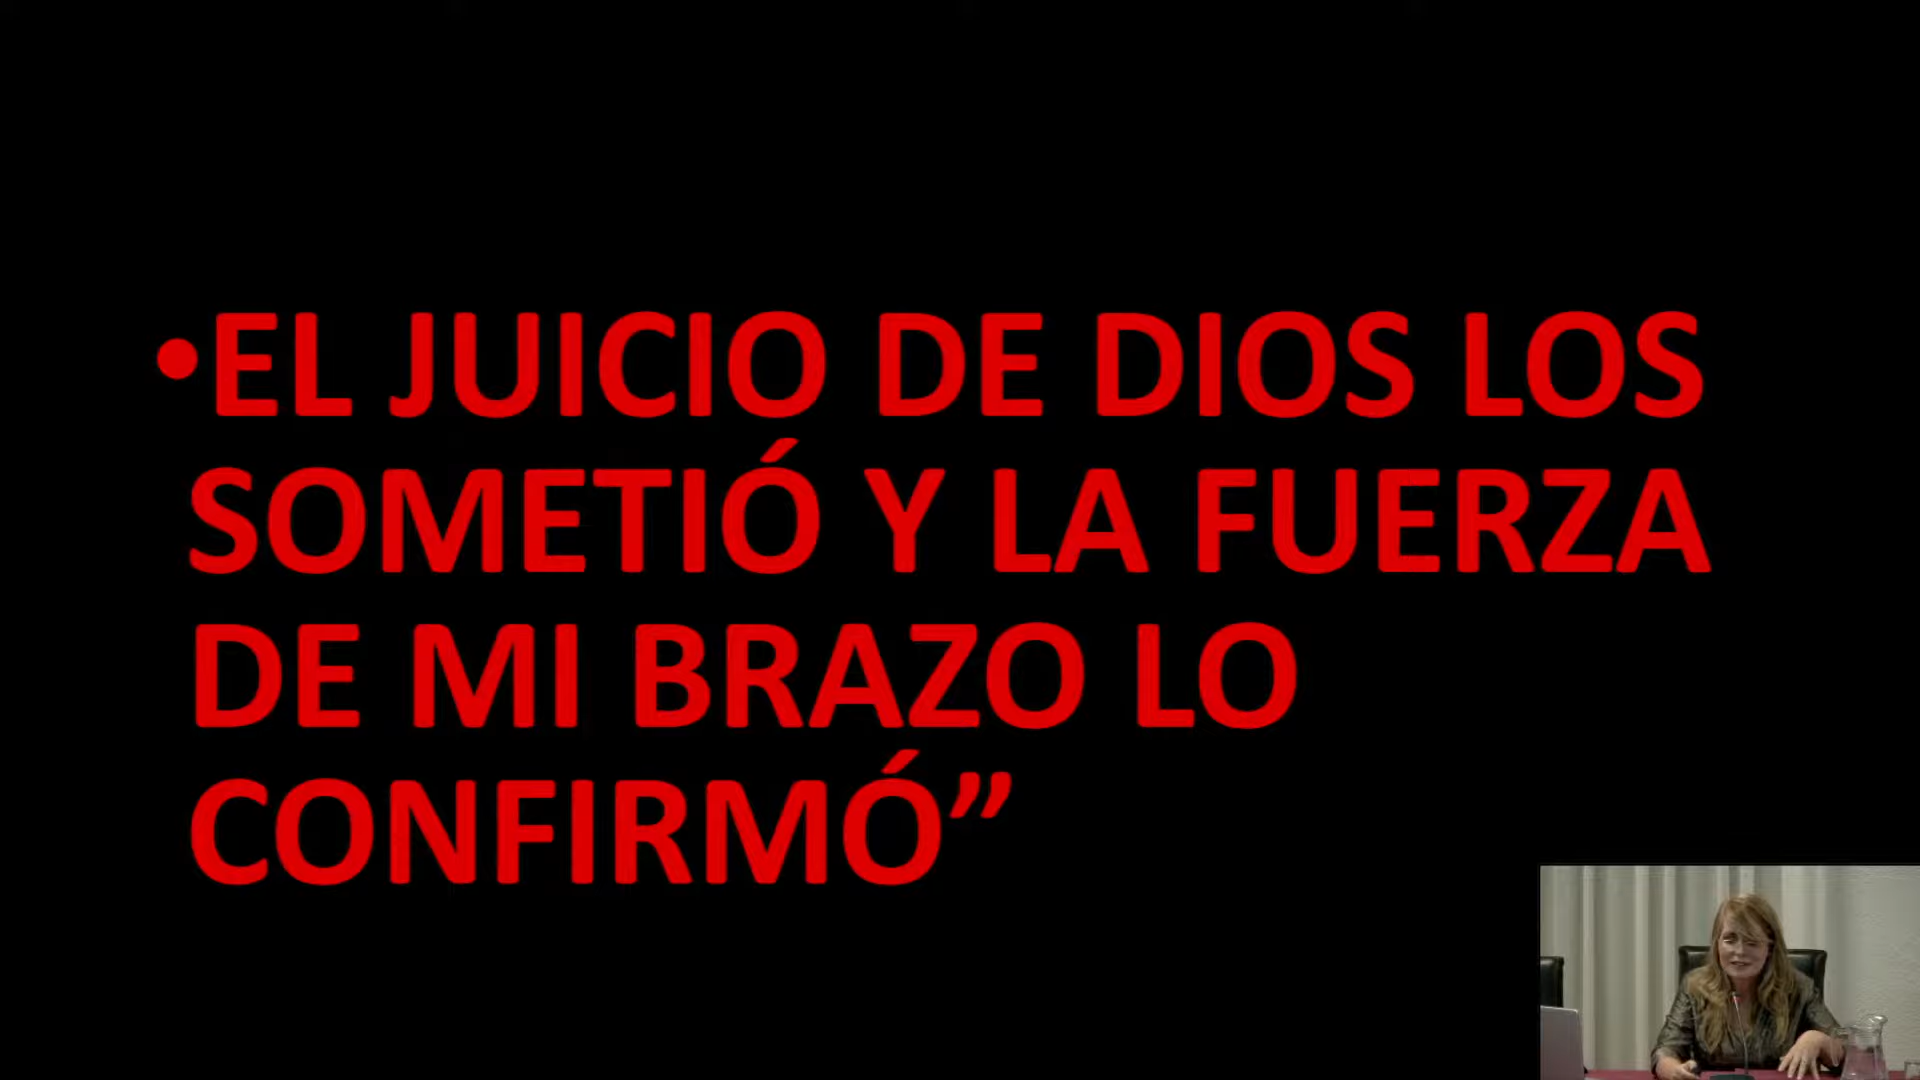 •EL JUICIO DE DIOS LOS
SOMETIÓ Y LA FUERZA
DE MI BRAZO LO
CONFIRMÓ”